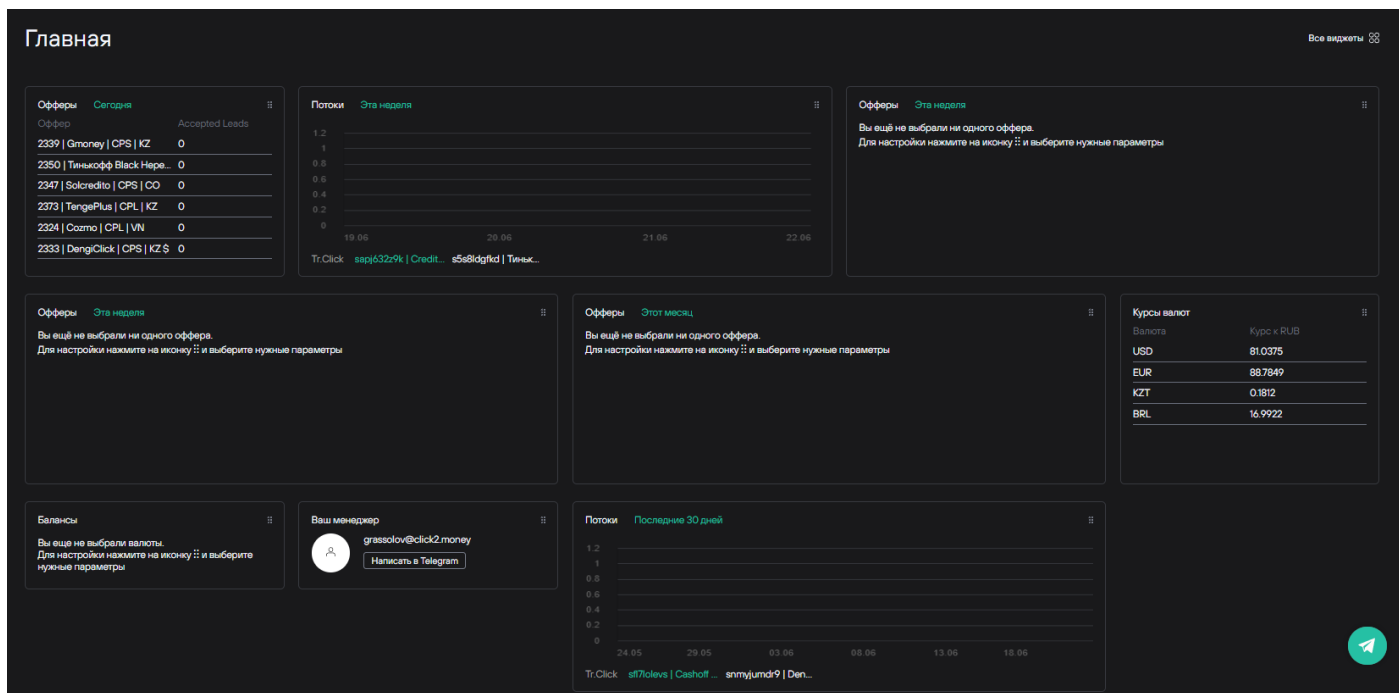 Главная
Все виджеты
Офферы Сегодня
Оффер Accepted Leads
2339 | Gmoney | CPS | KZ 0
2350 | Тинькофф Black Нере... 0
2347 | Solcredito | CPS | CO 0
2373 | TengePlus | CPL | KZ 0
2324 | Cozmo | CPL | VN 0
2333 | DengiClick | CPS | KZ $ 0
Потоки Эта неделя
1.2
1
0.8
0.6
0.4
0.2
0
19.06 20.06 21.06 22.06
Tr.Click sapj632z9k | Credit... s5s8ldgfkd | Тиньк...
Офферы Эта неделя
Вы ещё не выбрали ни одного оффера.
Для настройки нажмите на иконку ⠿ и выберите нужные параметры
Офферы Эта неделя
Вы ещё не выбрали ни одного оффера.
Для настройки нажмите на иконку ⠿ и выберите нужные параметры
Офферы Этот месяц
Вы ещё не выбрали ни одного оффера.
Для настройки нажмите на иконку ⠿ и выберите нужные параметры
Курсы валют
Валюта Курс к RUB
USD 81.0375
EUR 88.7849
KZT 0.1812
BRL 16.9922
Балансы
Вы еще не выбрали валюты.
Для настройки нажмите на иконку ⠿ и выберите
нужные параметры
Ваш менеджер
grassolov@click2.money
Написать в Telegram
Потоки Последние 30 дней
1.2
1
0.8
0.6
0.4
0.2
0
24.05 29.05 03.06 08.06 13.06 18.06
Tr.Click sfl7lolevs | Cashoff ... snmyjumdr9 | Den...